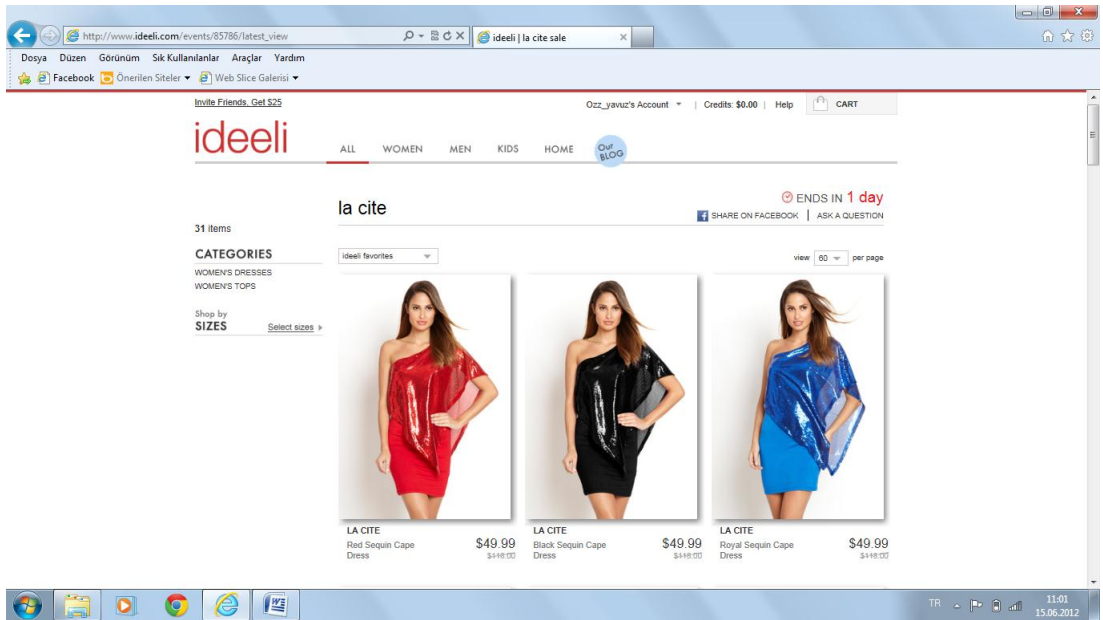 http://www.ideeli.com/events/85786/latest_view
ideeli | la cite sale
Dosya Düzen Görünüm Sık Kullanılanlar Araçlar Yardım
Facebook Önerilen Siteler Web Slice Galerisi
Invite Friends. Get $25
Ozz_yavuz's Account | Credits: $0.00 | Help CART
ideeli
ALL WOMEN MEN KIDS HOME Our BLOG
ENDS IN 1 day
la cite
SHARE ON FACEBOOK | ASK A QUESTION
31 items
CATEGORIES
WOMEN'S DRESSES
WOMEN'S TOPS
Shop by
SIZES Select sizes
ideeli favorites
view 60 per page
LA CITE
Red Sequin Cape Dress
$49.99
$118.00
LA CITE
Black Sequin Cape Dress
$49.99
$118.00
LA CITE
Royal Sequin Cape Dress
$49.99
$118.00
TR
11:01
15.06.2012